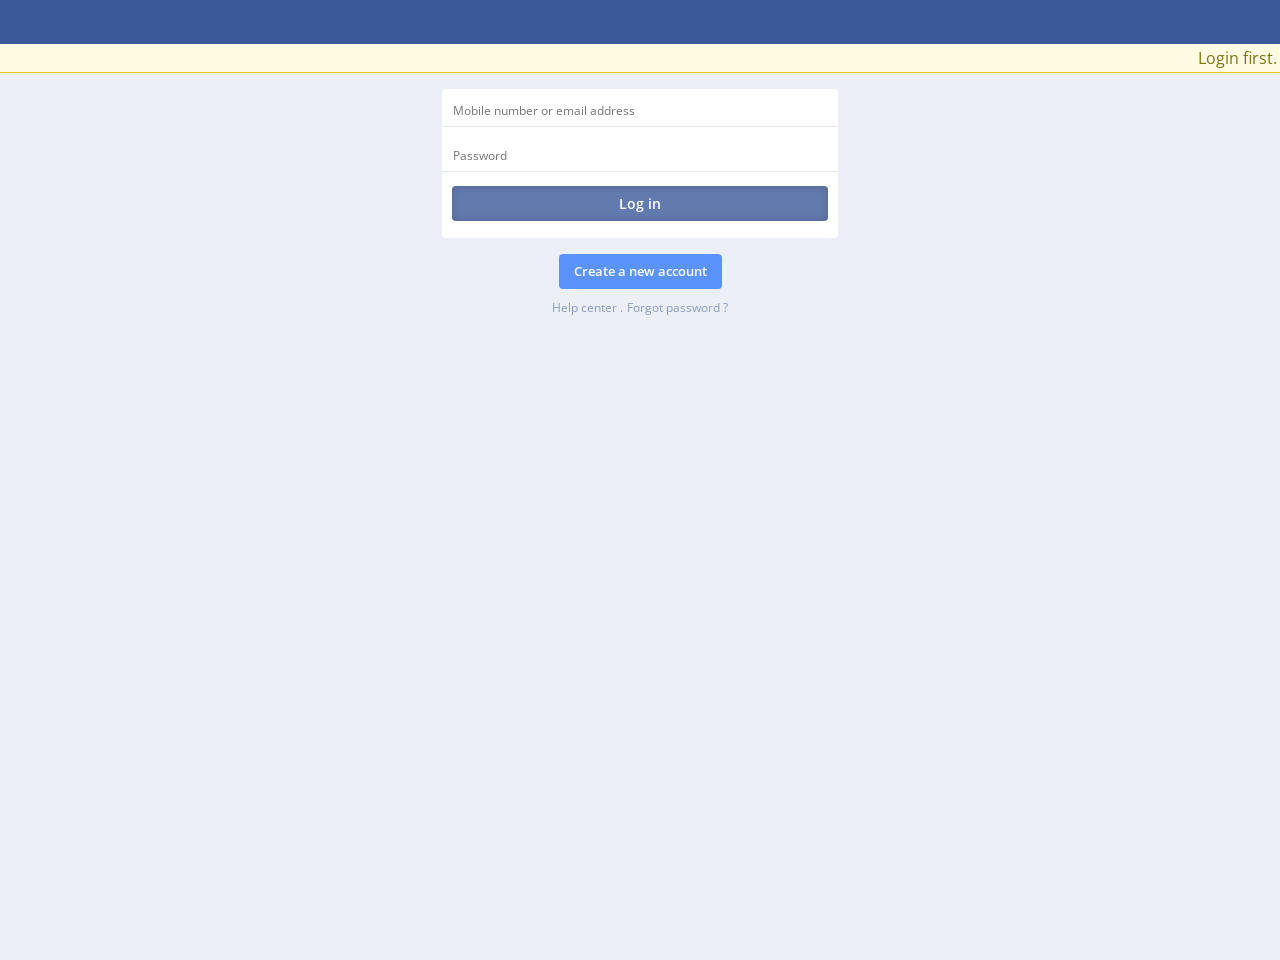 Login first.
Mobile number or email address
Password
Log in
Create a new account
Help center . Forgot password ?